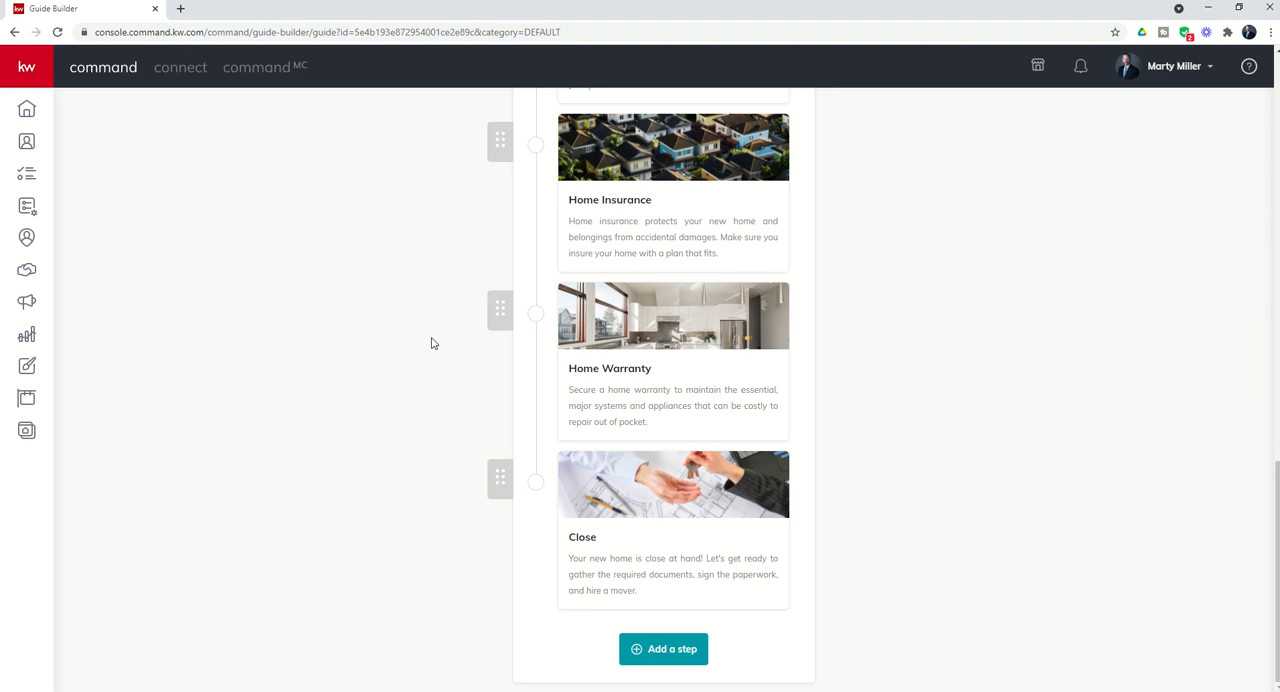 Guide Builder
console.command.kw.com/command/guide-builder/guide?id=5e4b193e872954001ce2e89c&category=DEFAULT
2
kw
command
connect
command MC
Marty Miller
Home Insurance
Home insurance protects your new home and
belongings from accidental damages. Make sure you
insure your home with a plan that fits.
Home Warranty
Secure a home warranty to maintain the essential,
major systems and appliances that can be costly to
repair out of pocket.
Close
Your new home is close at hand! Let's get ready to
gather the required documents, sign the paperwork,
and hire a mover.
Add a step